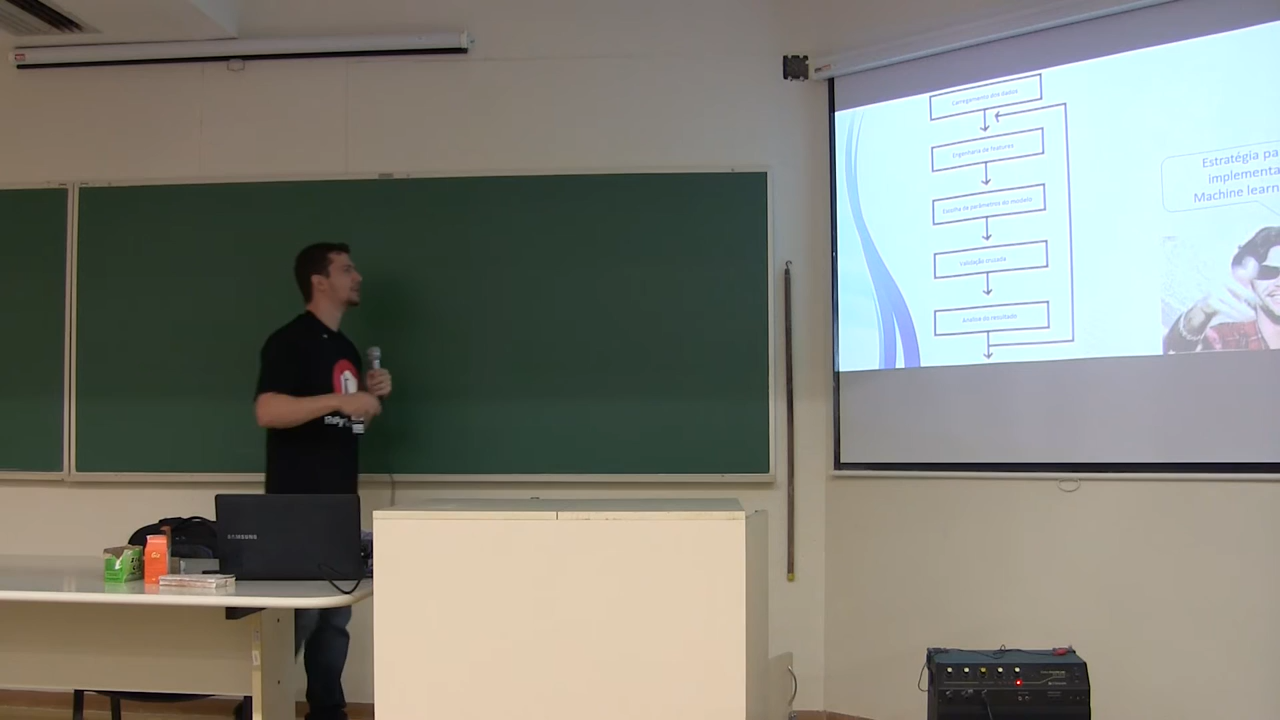 Carregamento dos dados
Engenharia de features
Escolha de parâmetros do modelo
Validação cruzada
Análise do resultado
Estratégia pa
implementa
Machine learn
SAMSUNG